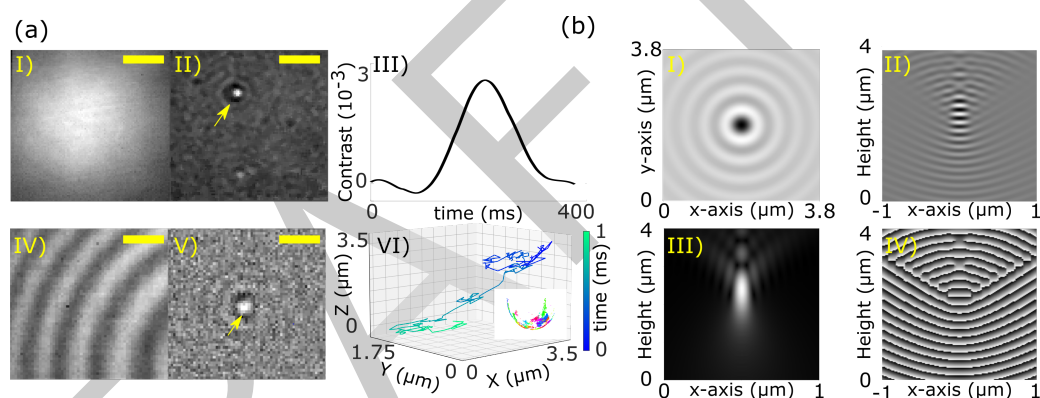 (a)
I)
II)
III)
Contrast (10⁻³)
3
0
0
time (ms)
400
IV)
V)
VI)
Z (µm)
3.5
0
1.75
Y (µm)
0
0
X (µm)
3.5
1
time (ms)
0
(b)
I)
3.8
y-axis (µm)
0
0
x-axis (µm)
3.8
II)
4
Height (µm)
0
-1
x-axis (µm)
1
III)
4
Height (µm)
0
0
x-axis (µm)
1
IV)
4
Height (µm)
0
-1
x-axis (µm)
1